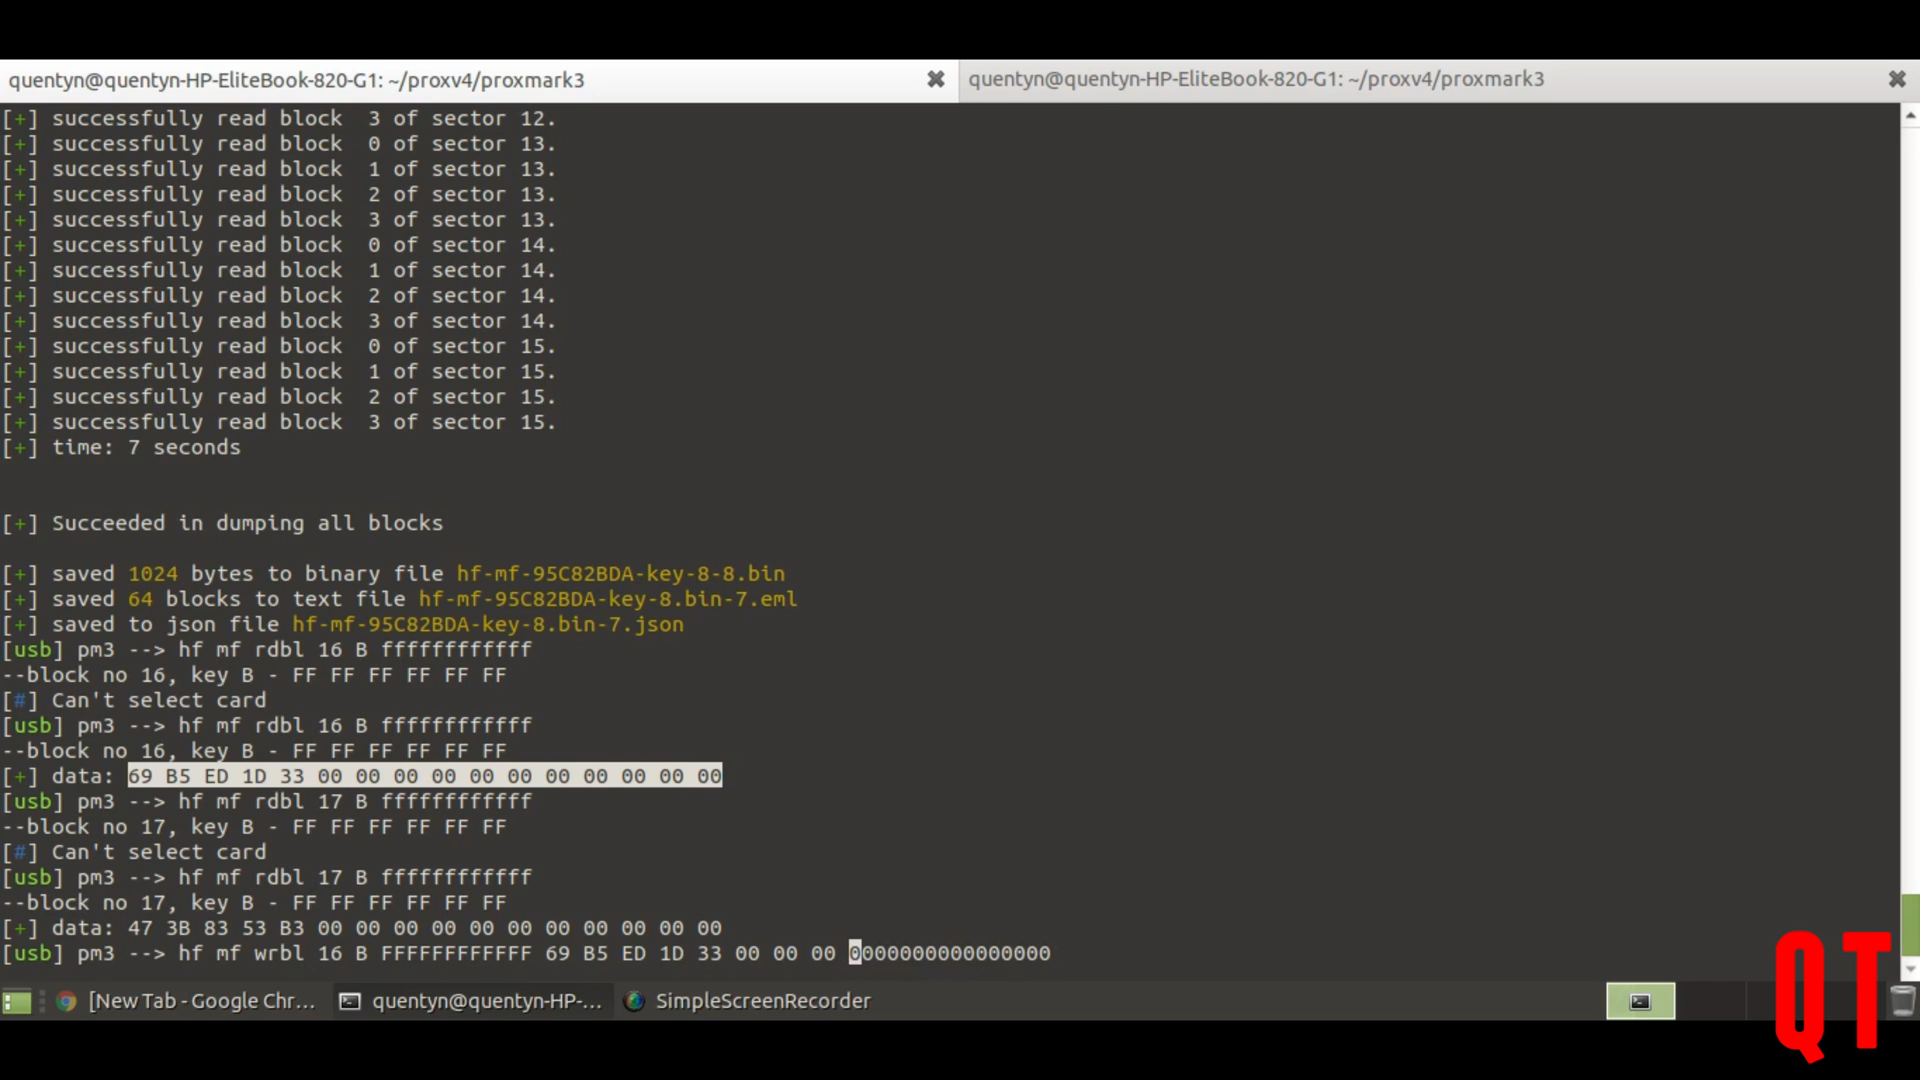 quentyn@quentyn-HP-EliteBook-820-G1: ~/proxv4/proxmark3
quentyn@quentyn-HP-EliteBook-820-G1: ~/proxv4/proxmark3
[+] successfully read block  3 of sector 12.
[+] successfully read block  0 of sector 13.
[+] successfully read block  1 of sector 13.
[+] successfully read block  2 of sector 13.
[+] successfully read block  3 of sector 13.
[+] successfully read block  0 of sector 14.
[+] successfully read block  1 of sector 14.
[+] successfully read block  2 of sector 14.
[+] successfully read block  3 of sector 14.
[+] successfully read block  0 of sector 15.
[+] successfully read block  1 of sector 15.
[+] successfully read block  2 of sector 15.
[+] successfully read block  3 of sector 15.
[+] time: 7 seconds
[+] Succeeded in dumping all blocks
[+] saved 1024 bytes to binary file hf-mf-95C82BDA-key-8-8.bin
[+] saved 64 blocks to text file hf-mf-95C82BDA-key-8.bin-7.eml
[+] saved to json file hf-mf-95C82BDA-key-8.bin-7.json
[usb] pm3 --> hf mf rdbl 16 B ffffffffffff
--block no 16, key B - FF FF FF FF FF FF
[#] Can't select card
[usb] pm3 --> hf mf rdbl 16 B ffffffffffff
--block no 16, key B - FF FF FF FF FF FF
[+] data: 69 B5 ED 1D 33 00 00 00 00 00 00 00 00 00 00 00
[usb] pm3 --> hf mf rdbl 17 B ffffffffffff
--block no 17, key B - FF FF FF FF FF FF
[#] Can't select card
[usb] pm3 --> hf mf rdbl 17 B ffffffffffff
--block no 17, key B - FF FF FF FF FF FF
[+] data: 47 3B 83 53 B3 00 00 00 00 00 00 00 00 00 00 00
[usb] pm3 --> hf mf wrbl 16 B FFFFFFFFFFFF 69 B5 ED 1D 33 00 00 00 0000000000000000
[New Tab - Google Chr...
quentyn@quentyn-HP-...
SimpleScreenRecorder
QT